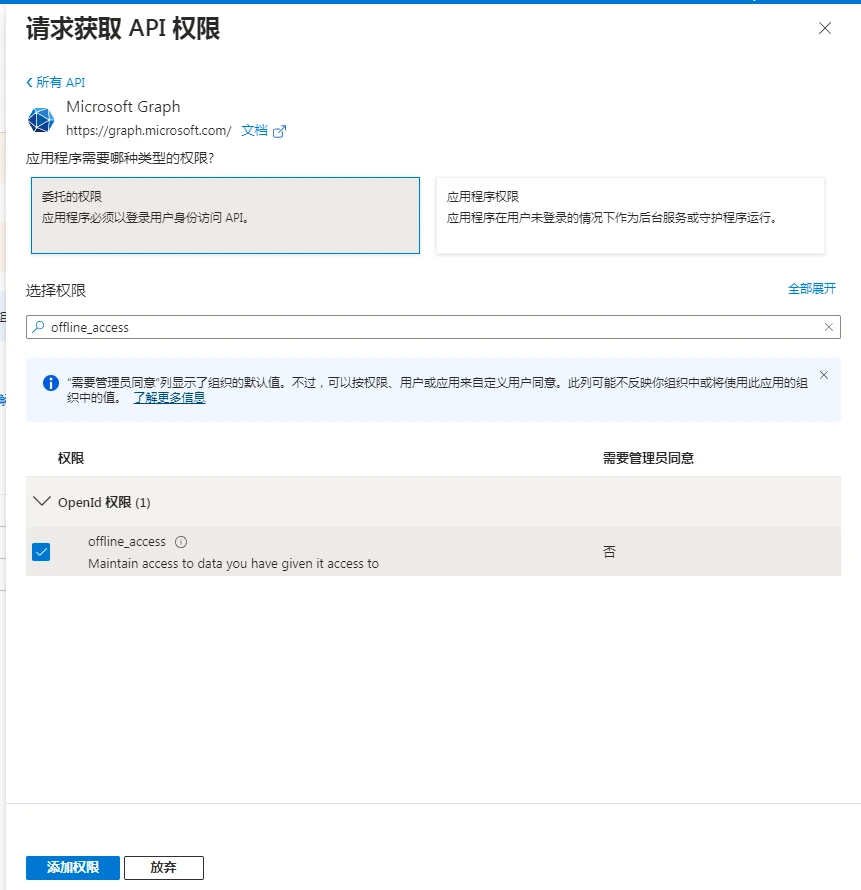 请求获取 API 权限
所有 API
Microsoft Graph
https://graph.microsoft.com/ 文档
应用程序需要哪种类型的权限?
委托的权限
应用程序必须以登录用户身份访问 API。
应用程序权限
应用程序在用户未登录的情况下作为后台服务或守护程序运行。
选择权限
全部展开
offline_access
“需要管理员同意”列显示了组织的默认值。不过，可以按权限、用户或应用来自定义用户同意。此列可能不反映你组织中或将使用此应用的组
织中的值。 了解更多信息
权限 需要管理员同意
OpenId 权限 (1)
offline_access
Maintain access to data you have given it access to
否
添加权限 放弃